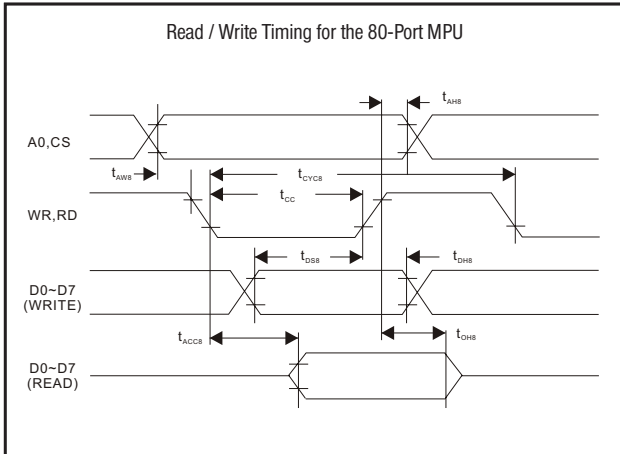 Read / Write Timing for the 80-Port MPU
tAH8
A0,CS
tAW8
tCYC8
tCC
WR,RD
tDS8
tDH8
D0~D7
(WRITE)
tACC8
tOH8
D0~D7
(READ)